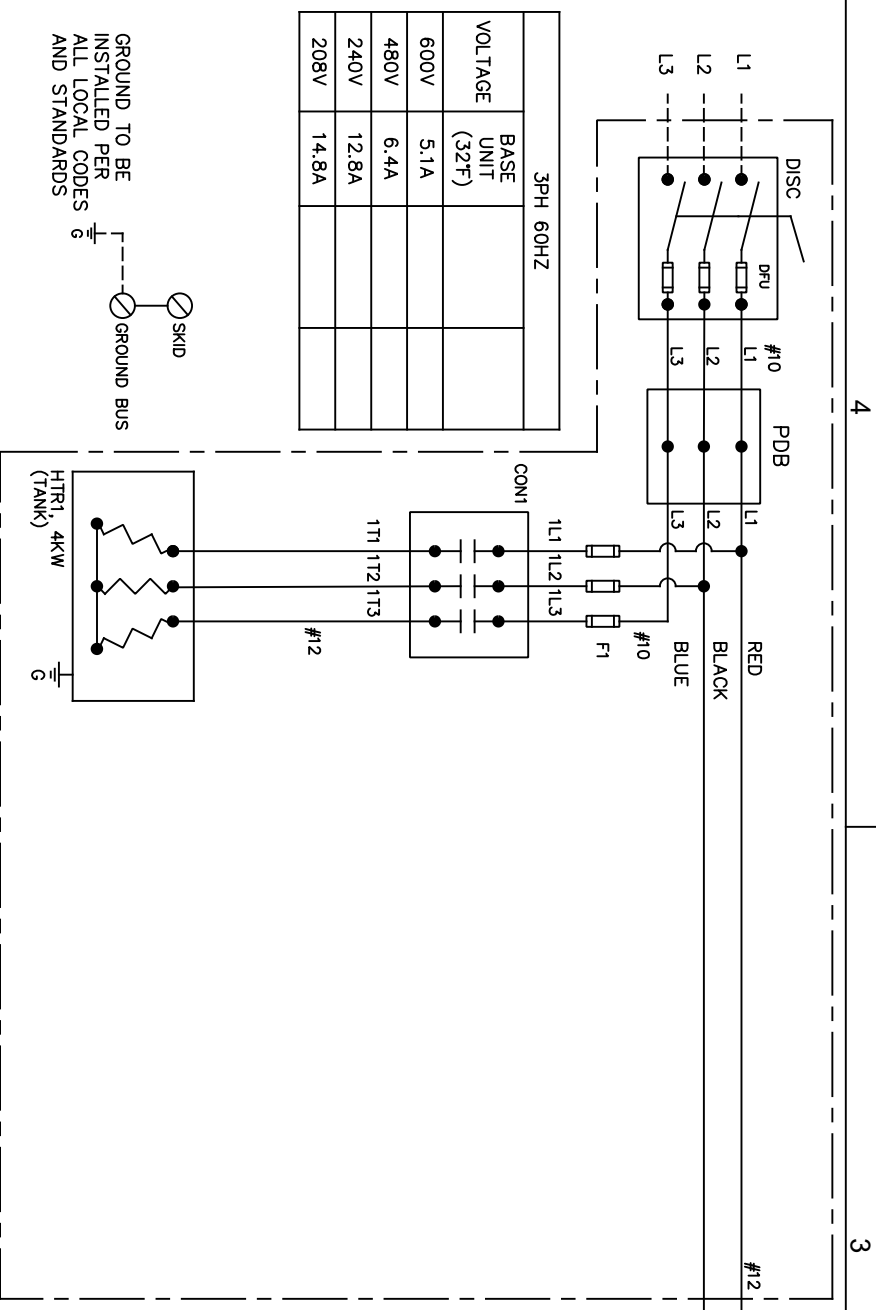 4
3
L1
L2
L3
DISC
DFU
#10
L1
L2
L3
PDB
L1
L2
L3
RED
BLACK
BLUE
#12
#10
F1
1L1
1L2
1L3
CON1
1T1
1T2
1T3
#12
HTR1, 4KW
(TANK)
G
3PH 60HZ
VOLTAGE
BASE
UNIT
(32°F)
600V 5.1A
480V 6.4A
240V 12.8A
208V 14.8A
SKID
GROUND BUS
G
GROUND TO BE
INSTALLED PER
ALL LOCAL CODES
AND STANDARDS